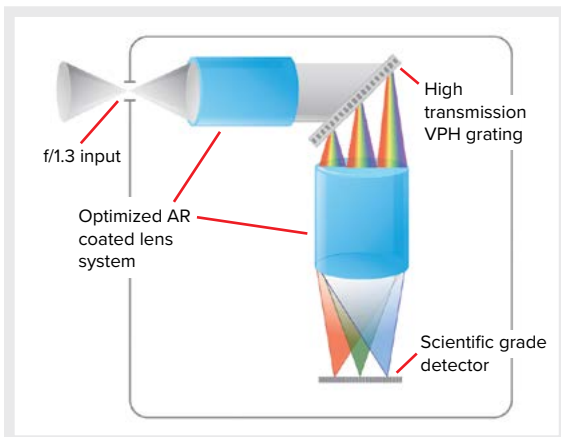 High
transmission
VPH grating
f/1.3 input
Optimized AR
coated lens
system
Scientific grade
detector